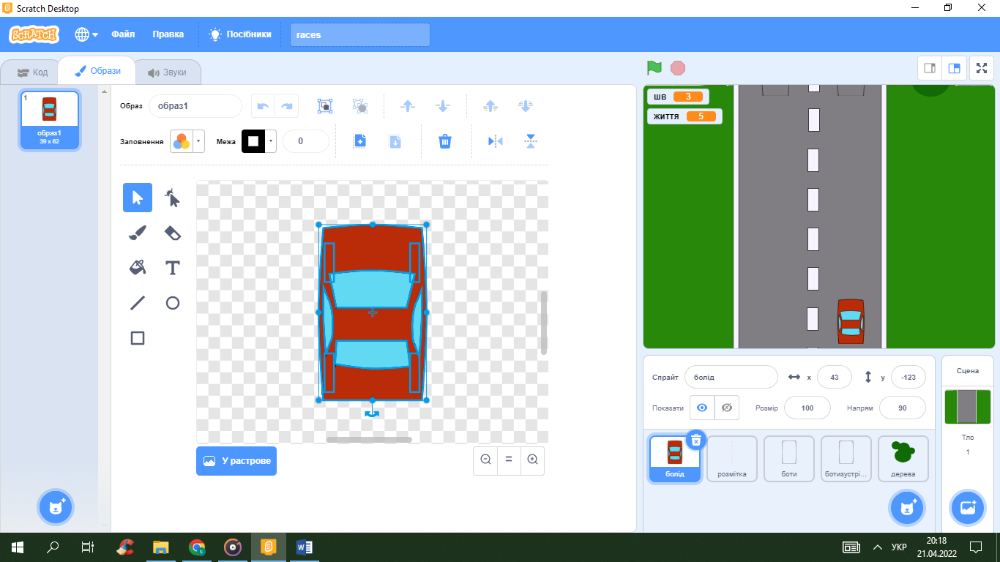 Scratch Desktop
SCRATCH
Файл
Правка
Посібники
races
Код
Образи
Звуки
1
образ1
39 x 62
Образ
образ1
Заповнення
Межа
0
T
У растрове
шв 3
життя 5
Спрайт
болід
x
43
y
-123
Показати
Розмір
100
Напрям
90
болід
розмітка
боти
ботизустрі...
дерева
Сцена
Тло
1
УКР
20:18
21.04.2022